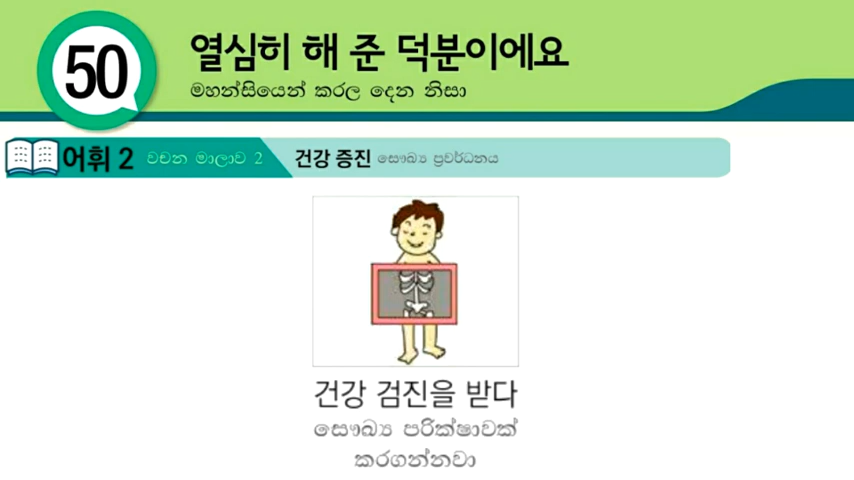 50
열심히 해 준 덕분이에요
මහන්සියෙන් කරල දෙන නිසා
어휘 2 වචන මාලාව 2 건강 증진 සෞඛ්‍ය ප්‍රවර්ධනය
건강 검진을 받다
සෞඛ්‍ය පරික්ෂාවක්
කරගන්නවා